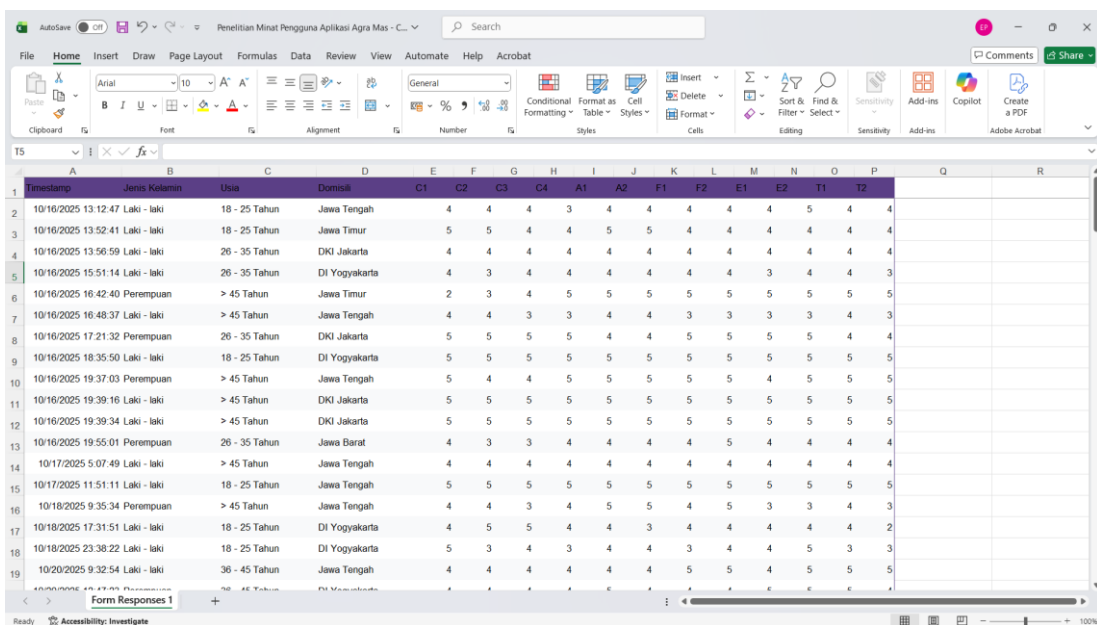 AutoSave Off Penelitian Minat Pengguna Aplikasi Agra Mas - C... Search EP
File Home Insert Draw Page Layout Formulas Data Review View Automate Help Acrobat Comments Share
Paste Arial 10 A^ A˅ General Conditional Formatting Format as Table Cell Styles Insert Delete Format Sort & Filter Find & Select Sensitivity Add-ins Copilot Create a PDF
B I U A % 9
Clipboard Font Alignment Number Styles Cells Editing Sensitivity Add-ins Adobe Acrobat
T5 fx
A B C D E F G H I J K L M N O P Q R
1 Timestamp Jenis Kelamin Usia Domisili C1 C2 C3 C4 A1 A2 F1 F2 E1 E2 T1 T2
2 10/16/2025 13:12:47 Laki - laki 18 - 25 Tahun Jawa Tengah 4 4 4 3 4 4 4 4 4 5 4 4
3 10/16/2025 13:52:41 Laki - laki 18 - 25 Tahun Jawa Timur 5 5 4 4 5 5 4 4 4 4 4 4
4 10/16/2025 13:56:59 Laki - laki 26 - 35 Tahun DKI Jakarta 4 4 4 4 4 4 4 4 4 4 4 4
5 10/16/2025 15:51:14 Laki - laki 26 - 35 Tahun DI Yogyakarta 4 3 4 4 4 4 4 4 3 4 4 3
6 10/16/2025 16:42:40 Perempuan > 45 Tahun Jawa Timur 2 3 4 5 5 5 5 5 5 5 5 5
7 10/16/2025 16:48:37 Laki - laki > 45 Tahun Jawa Tengah 4 4 3 3 4 4 3 3 3 3 4 3
8 10/16/2025 17:21:32 Perempuan 26 - 35 Tahun DKI Jakarta 5 5 5 5 4 4 5 5 5 5 4 4
9 10/16/2025 18:35:50 Laki - laki 18 - 25 Tahun DI Yogyakarta 5 5 5 5 5 5 5 5 5 5 5 5
10 10/16/2025 19:37:03 Perempuan > 45 Tahun Jawa Tengah 5 4 4 5 5 5 5 5 4 5 5 5
11 10/16/2025 19:39:16 Laki - laki > 45 Tahun DKI Jakarta 5 5 5 5 5 5 5 5 5 5 5 5
12 10/16/2025 19:39:34 Laki - laki > 45 Tahun DKI Jakarta 5 5 5 5 5 5 5 5 5 5 5 5
13 10/16/2025 19:55:01 Perempuan 26 - 35 Tahun Jawa Barat 4 3 3 4 4 4 4 5 4 4 4 4
14 10/17/2025 5:07:49 Laki - laki > 45 Tahun Jawa Tengah 4 4 4 4 4 4 4 4 4 4 4 4
15 10/17/2025 11:51:11 Laki - laki 18 - 25 Tahun Jawa Tengah 5 5 5 5 5 5 5 5 5 5 5 5
16 10/18/2025 9:35:34 Perempuan > 45 Tahun Jawa Tengah 4 4 3 4 5 5 4 5 3 3 4 3
17 10/18/2025 17:31:51 Laki - laki 18 - 25 Tahun DI Yogyakarta 4 5 5 4 4 3 4 4 4 4 4 2
18 10/18/2025 23:38:22 Laki - laki 18 - 25 Tahun DI Yogyakarta 5 3 4 3 4 4 3 4 4 5 3 3
19 10/20/2025 9:32:54 Laki - laki 36 - 45 Tahun Jawa Tengah 4 4 4 4 4 4 5 5 4 5 5 5
Form Responses 1 +
Ready Accessibility: Investigate 100%